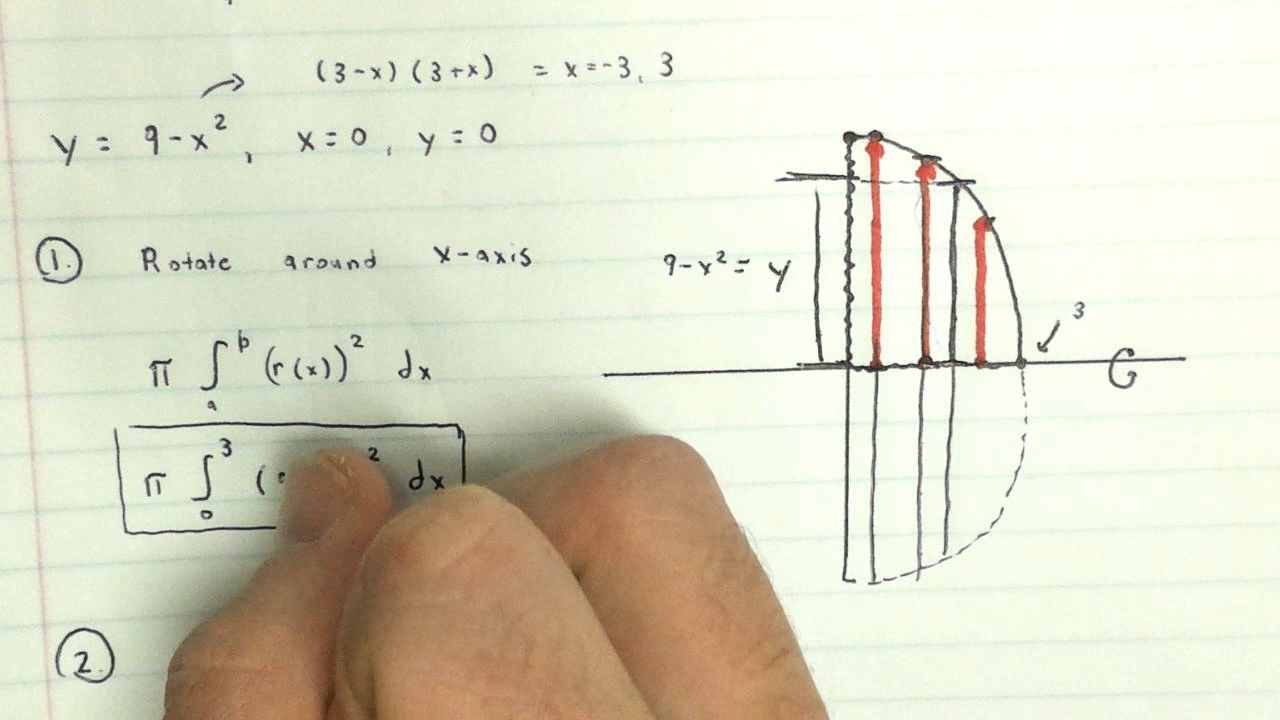 (3-x)(3+x) = x=-3, 3
y = 9-x², x=0, y=0
1. Rotate around x-axis
9-x² = y
3
π ∫ₐᵇ (r(x))² dx
π ∫₀³ ( ² dx
2.